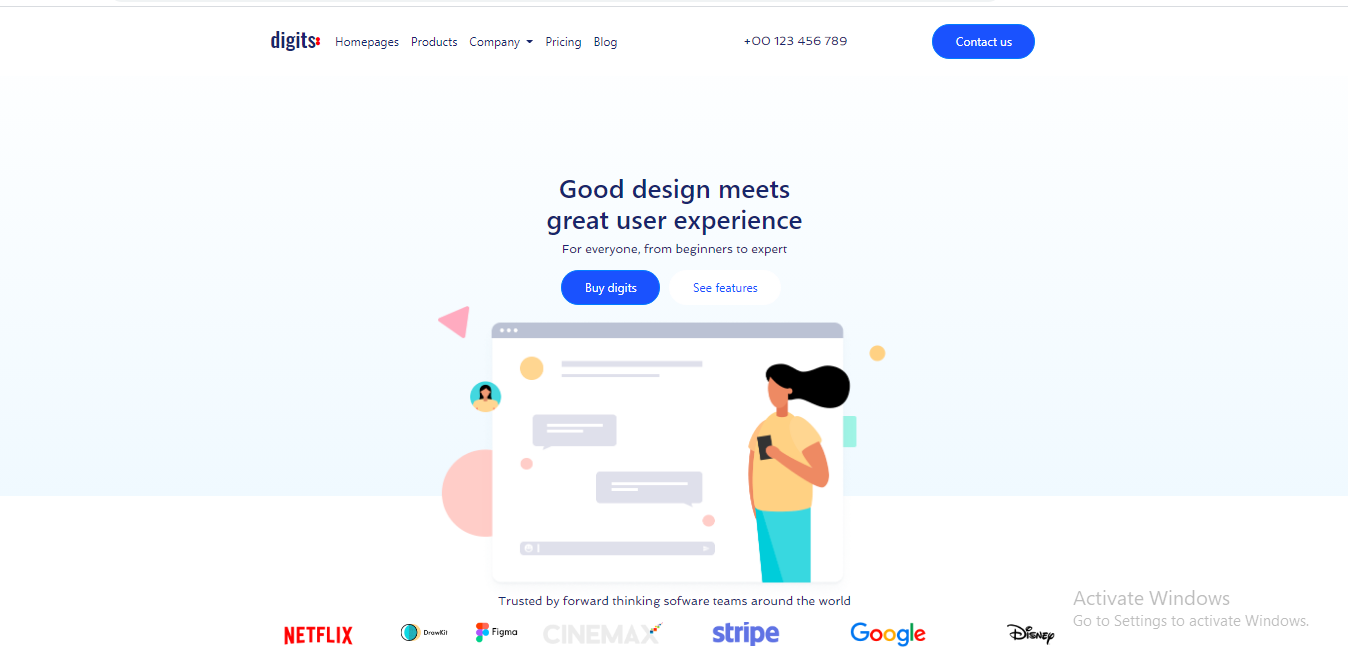 digits:
Homepages Products Company Pricing Blog
+00 123 456 789
Contact us
Good design meets
great user experience
For everyone, from beginners to expert
Buy digits See features
Trusted by forward thinking sofware teams around the world
NETFLIX DrawKit Figma CINEMAX stripe Google Disney
Activate Windows
Go to Settings to activate Windows.